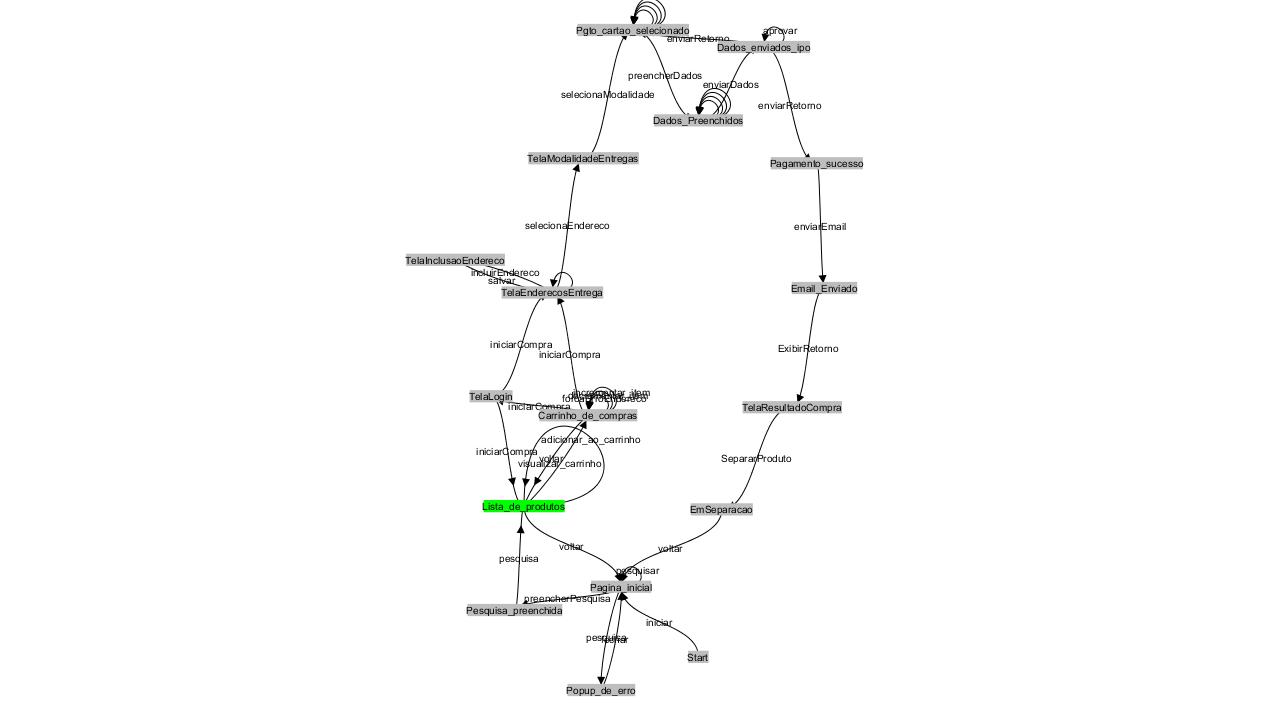 Pgto_cartao_selecionado
aprovar
enviarRetorno
Dados_enviados_ipo
preencherDados
enviarDados
selecionaModalidade
enviarRetorno
Dados_Preenchidos
TelaModalidadeEntregas
Pagamento_sucesso
selecionaEndereco
enviarEmail
TelaInclusaoEndereco
incluirEndereco
salvar
TelaEnderecosEntrega
Email_Enviado
iniciarCompra
iniciarCompra
ExibirRetorno
incrementar_item
TelaLogin
iniciarCompra
Carrinho_de_compras
TelaResultadoCompra
adicionar_ao_carrinho
iniciarCompra
voltar
visualizar_carrinho
SepararProduto
Lista_de_produtos
EmSeparacao
voltar
voltar
pesquisa
pesquisar
Pagina_inicial
preencherPesquisa
Pesquisa_preenchida
iniciar
pesquisa
Start
Popup_de_erro